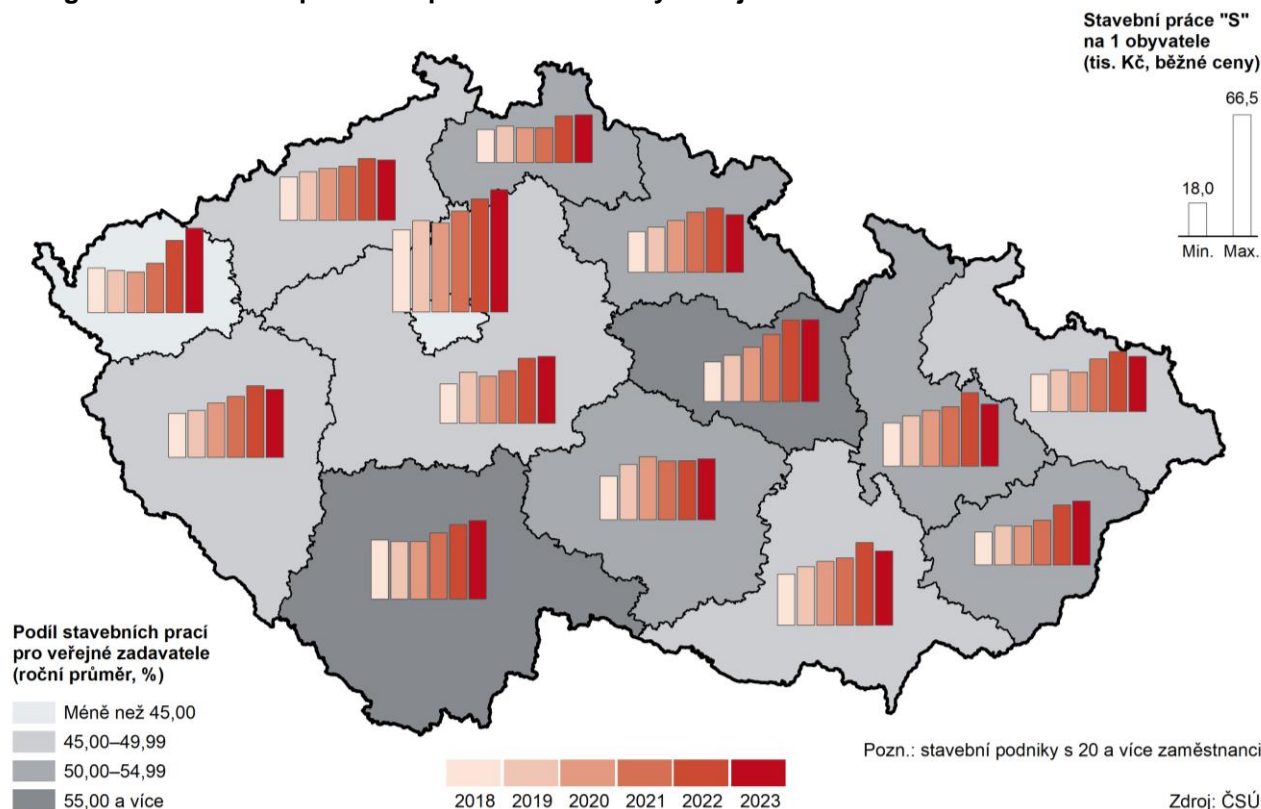 Stavební práce "S"
na 1 obyvatele
(tis. Kč, běžné ceny)
66,5
18,0
Min. Max.
Podíl stavebních prací
pro veřejné zadavatele
(roční průměr, %)
Méně než 45,00
45,00–49,99
50,00–54,99
55,00 a více
2018 2019 2020 2021 2022 2023
Pozn.: stavební podniky s 20 a více zaměstnanci
Zdroj: ČSÚ